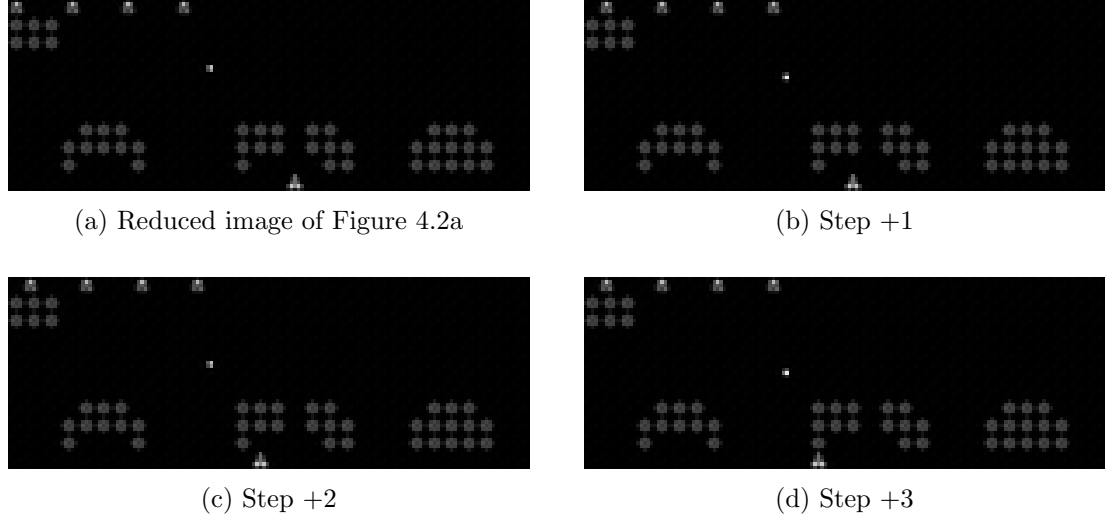 (a) Reduced image of Figure 4.2a
(b) Step +1
(c) Step +2
(d) Step +3